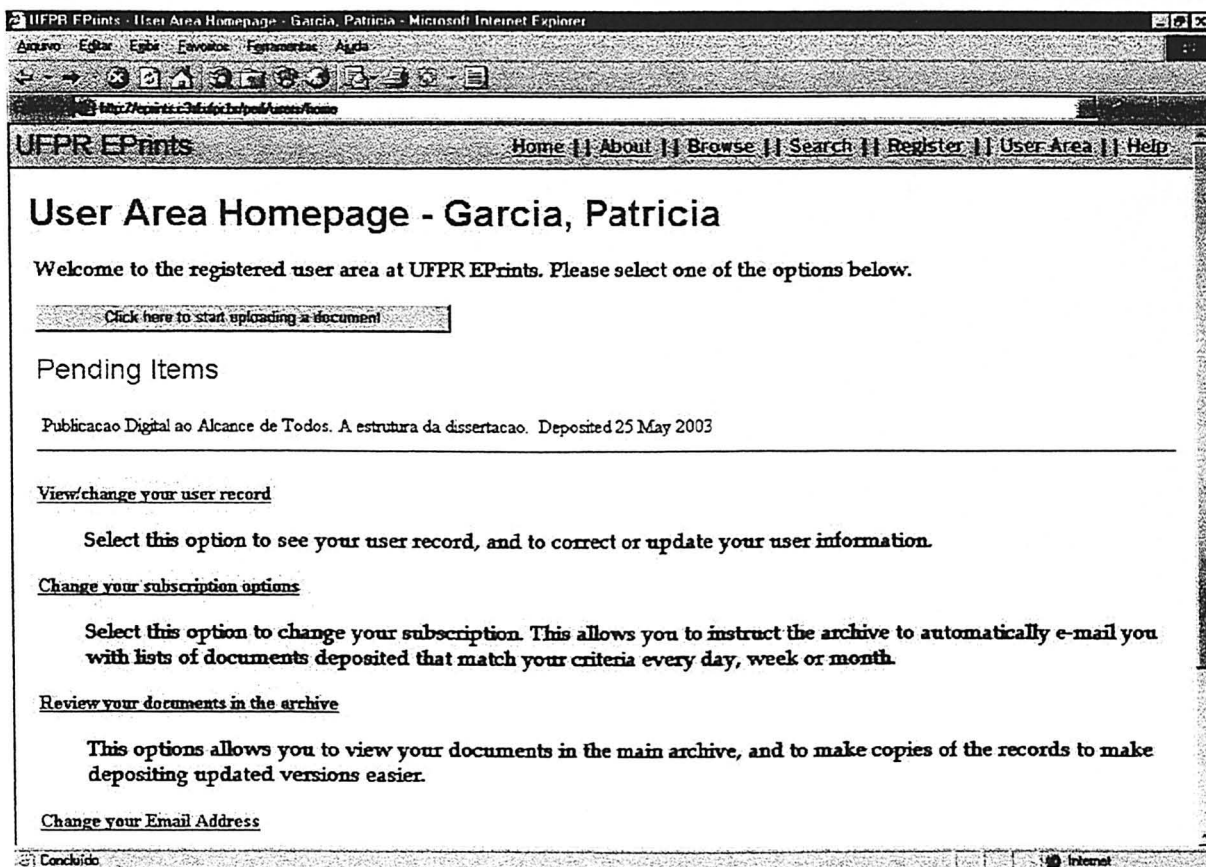 UFPR EPrints - User Area Homepage - Garcia, Patricia - Microsoft Internet Explorer
Arquivo Editar Exibir Favoritos Ferramentas Ajuda
UFPR EPrints Home || About || Browse || Search || Register || User Area || Help
User Area Homepage - Garcia, Patricia
Welcome to the registered user area at UFPR EPrints. Please select one of the options below.
Click here to start uploading a document
Pending Items
Publicacao Digital ao Alcance de Todos. A estrutura da dissertacao. Deposited 25 May 2003
View/change your user record
Select this option to see your user record, and to correct or update your user information.
Change your subscription options
Select this option to change your subscription. This allows you to instruct the archive to automatically e-mail you
with lists of documents deposited that match your criteria every day, week or month.
Review your documents in the archive
This options allows you to view your documents in the main archive, and to make copies of the records to make
depositing updated versions easier.
Change your Email Address
Concluído Internet